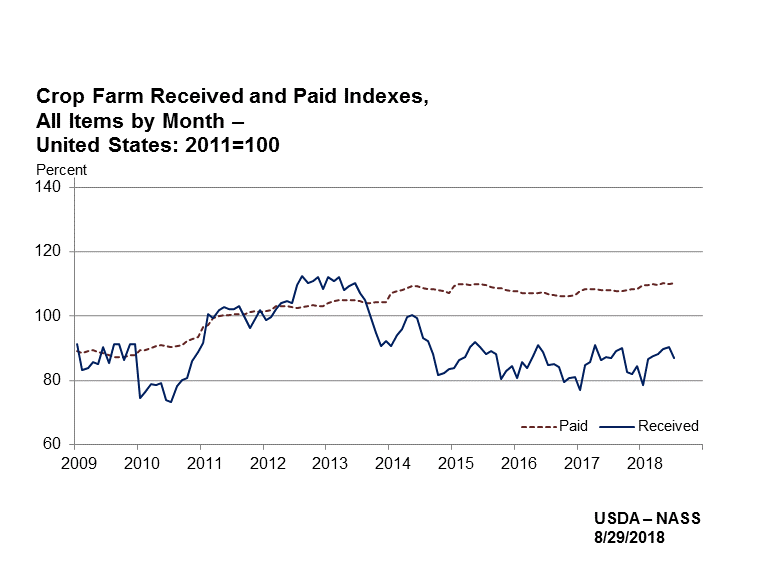 Crop Farm Received and Paid Indexes,
All Items by Month –
United States: 2011=100
Percent
140
120
100
80
60
Paid Received
2009 2010 2011 2012 2013 2014 2015 2016 2017 2018
USDA – NASS
8/29/2018